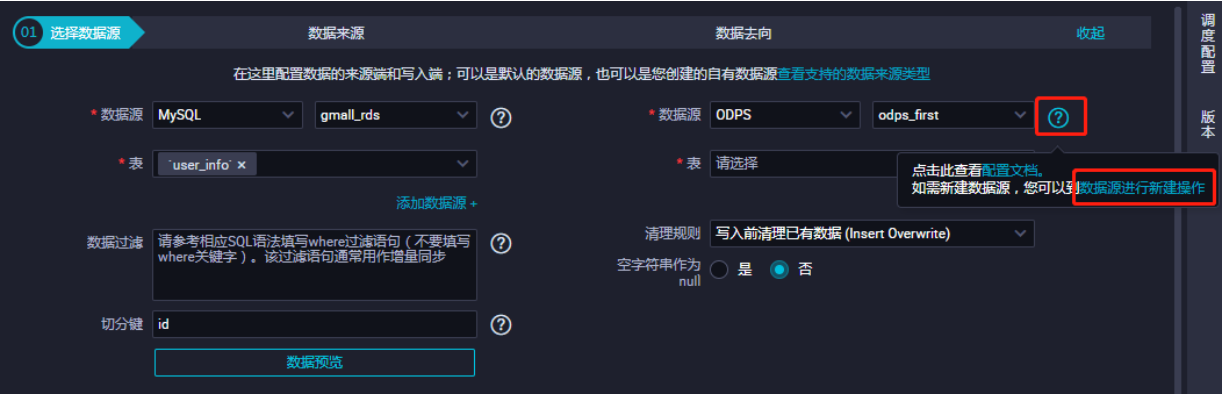 01 选择数据源 数据来源 数据去向 收起
在这里配置数据的来源端和写入端；可以是默认的数据源，也可以是您创建的自有数据源查看支持的数据来源类型
* 数据源 MySQL gmall_rds ? * 数据源 ODPS odps_first ?
* 表 `user_info` × * 表 请选择
点击此查看配置文档。
如需新建数据源，您可以到数据源进行新建操作
添加数据源 +
数据过滤 请参考相应SQL语法填写where过滤语句（不要填写
where关键字）。该过滤语句通常用作增量同步
?
清理规则 写入前清理已有数据 (Insert Overwrite)
空字符串作为
null
是 否
切分键 id ?
数据预览
调度配置
版本